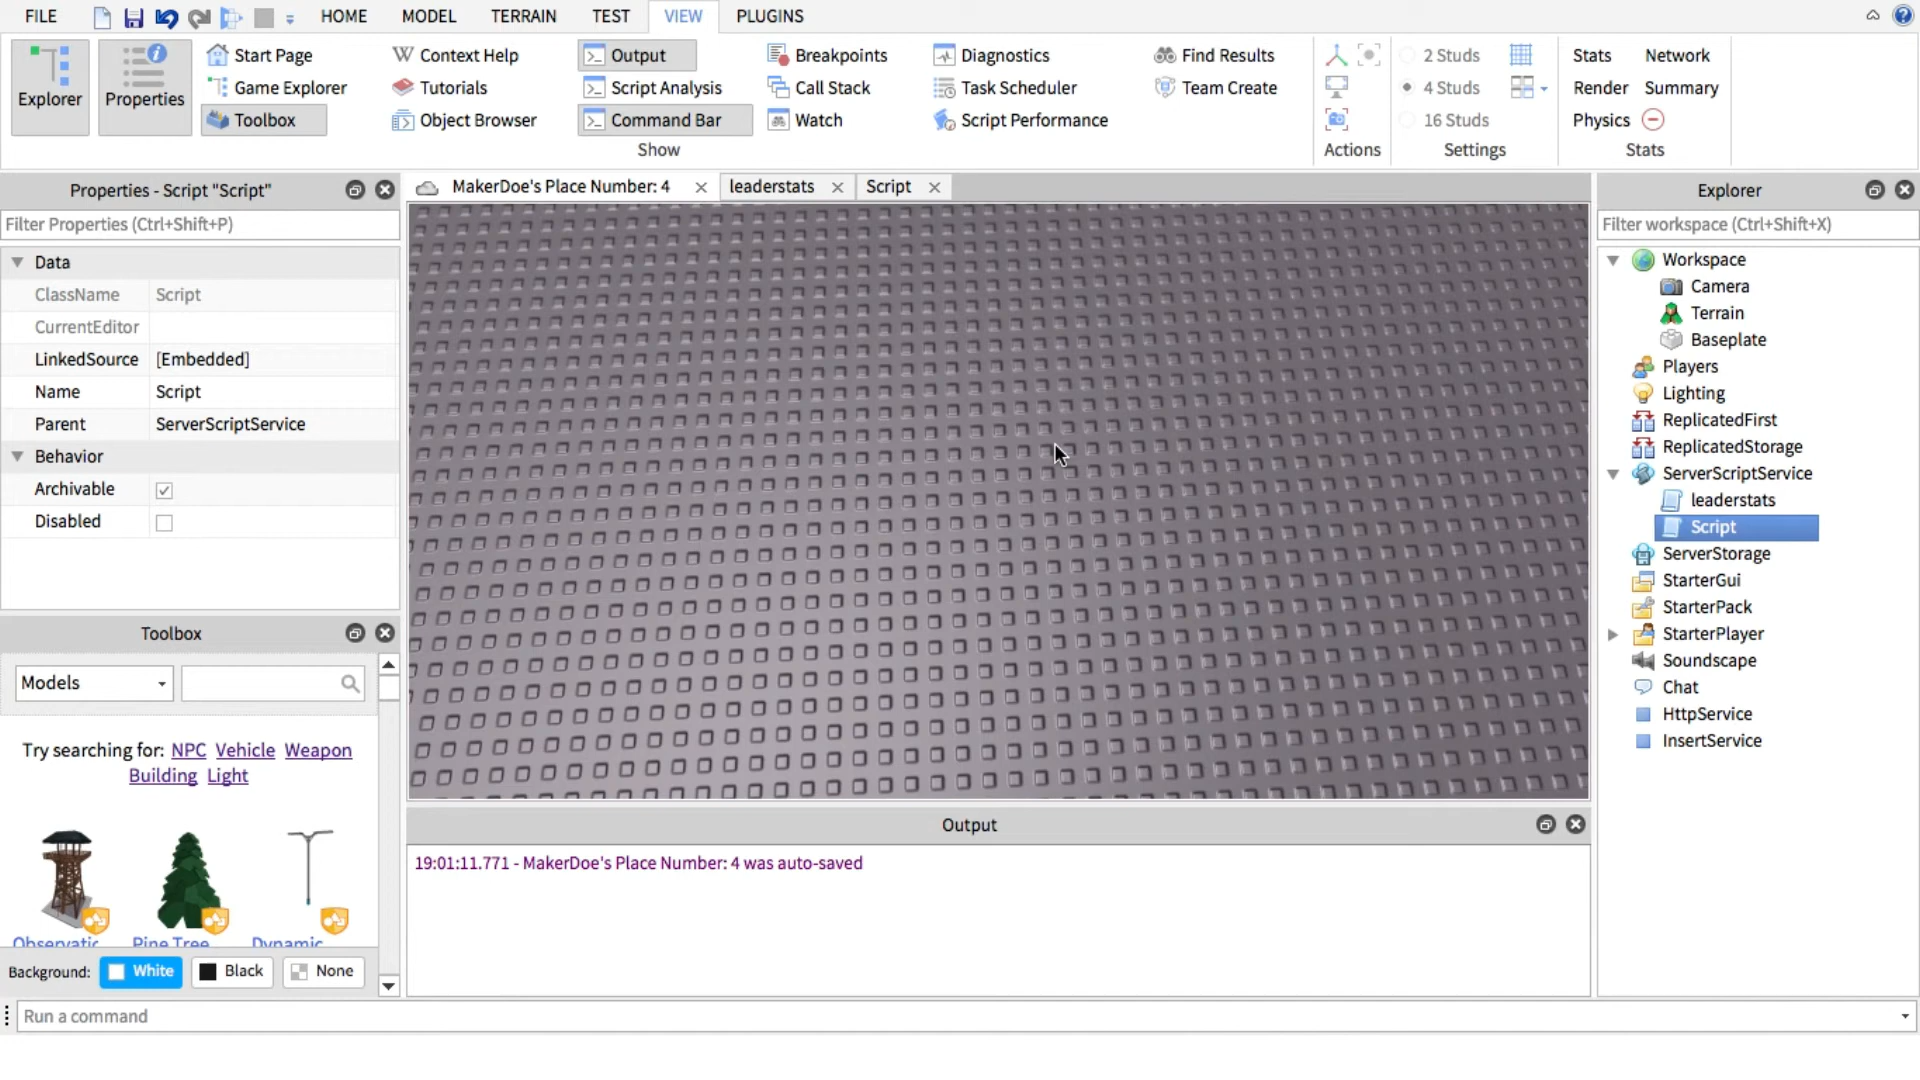 FILE HOME MODEL TERRAIN TEST VIEW PLUGINS
Explorer
Properties
Start Page
Game Explorer
Toolbox
Context Help
Tutorials
Object Browser
Output
Script Analysis
Command Bar
Breakpoints
Call Stack
Watch
Diagnostics
Task Scheduler
Script Performance
Find Results
Team Create
Show
Actions
2 Studs
4 Studs
16 Studs
Settings
Stats Network
Render Summary
Physics
Stats
Properties - Script "Script"
Filter Properties (Ctrl+Shift+P)
Data
ClassName Script
CurrentEditor
LinkedSource [Embedded]
Name Script
Parent ServerScriptService
Behavior
Archivable
Disabled
Toolbox
Models
Try searching for: NPC Vehicle Weapon
Building Light
Observatic Pine Tree Dynamic
Background: White Black None
MakerDoe's Place Number: 4 leaderstats Script
Output
19:01:11.771 - MakerDoe's Place Number: 4 was auto-saved
Explorer
Filter workspace (Ctrl+Shift+X)
Workspace
Camera
Terrain
Baseplate
Players
Lighting
ReplicatedFirst
ReplicatedStorage
ServerScriptService
leaderstats
Script
ServerStorage
StarterGui
StarterPack
StarterPlayer
Soundscape
Chat
HttpService
InsertService
Run a command